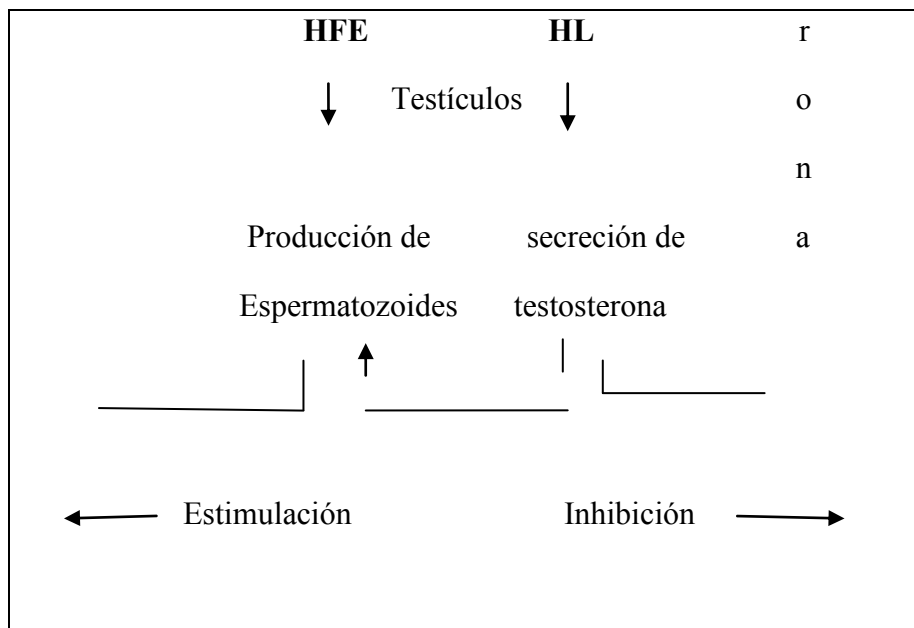 HFE HL r
Testículos o
n
Producción de secreción de a
Espermatozoides testosterona
Estimulación Inhibición